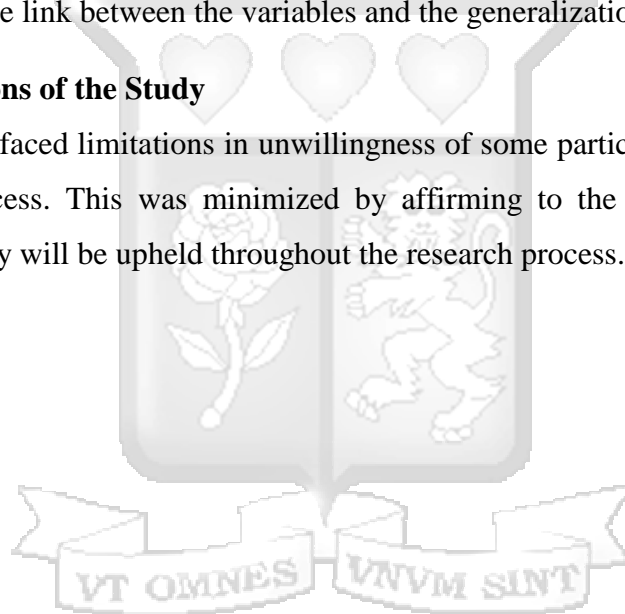 e link between the variables and the generalizatio
ons of the Study
faced limitations in unwillingness of some partic
cess. This was minimized by affirming to the
y will be upheld throughout the research process.
VT OMNES VNVM SINT